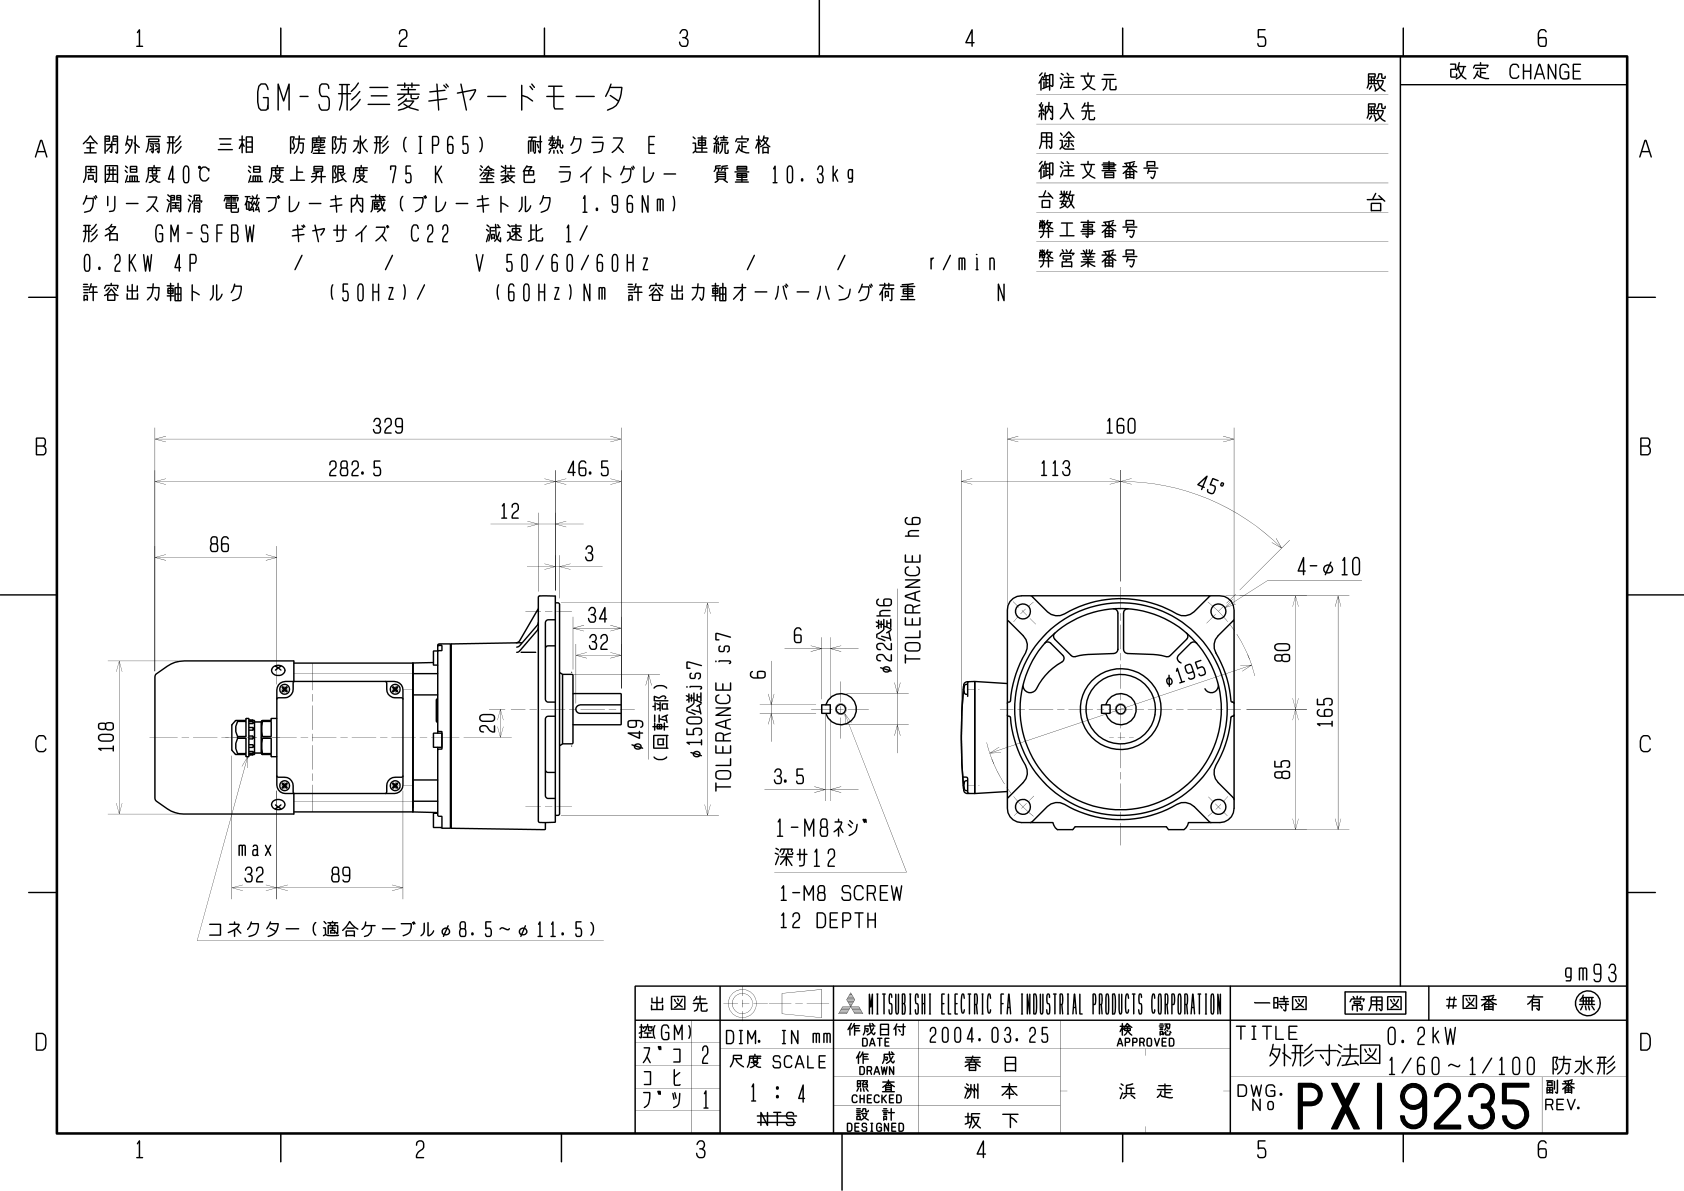 1 2 3 4 5 6
改定 CHANGE
GM-S形三菱ギヤードモータ
全閉外扇形 三相 防塵防水形(IP65) 耐熱クラス E 連続定格
周囲温度40℃ 温度上昇限度 75 K 塗装色 ライトグレー 質量 10.3kg
グリース潤滑 電磁ブレーキ内蔵(ブレーキトルク 1.96Nm)
形名 GM-SFBW ギヤサイズ C22 減速比 1/
0.2KW 4P / / V 50/60/60Hz / / r/min
許容出力軸トルク (50Hz)/ (60Hz)Nm 許容出力軸オーバーハング荷重 N
御注文元 殿
納入先 殿
用途
御注文書番号
台数 台
弊工事番号
弊営業番号
A A
B B
C C
D D
329
282.5 46.5
12
86
3
34
32
108
20
φ49
(回転部)
φ150公差js7
TOLERANCE js7
max
32 89
コネクター(適合ケーブルφ8.5~φ11.5)
6
6
3.5
φ22公差h6
TOLERANCE h6
1-M8ネジ
深サ12
1-M8 SCREW
12 DEPTH
160
113
45°
4-φ10
φ195
80
165
85
gm93
出図先
控(GM)
ズコ 2
コヒ
ブツ 1
DIM. IN mm
尺度 SCALE
1 : 4
NTS
MITSUBISHI ELECTRIC FA INDUSTRIAL PRODUCTS CORPORATION
作成日付 DATE 2004.03.25
作成 DRAWN 春日
照査 CHECKED 洲本
設計 DESIGNED 坂下
検認 APPROVED
浜走
一時図 常用図 #図番 有 無
TITLE 0.2kW
外形寸法図 1/60~1/100 防水形
DWG. No PX19235 副番 REV.
1 2 3 4 5 6